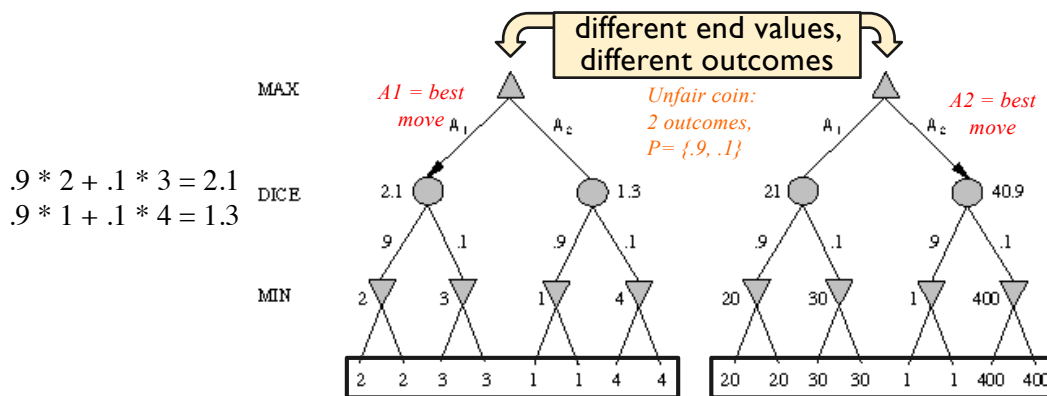 different end values,
different outcomes
MAX
A1 = best
move
Unfair coin:
2 outcomes,
P= {.9, .1}
A2 = best
move
A₁ A₂ A₁ A₂
.9 * 2 + .1 * 3 = 2.1
.9 * 1 + .1 * 4 = 1.3
DICE 2.1 1.3 21 40.9
.9 .1 .9 .1 .9 .1 .9 .1
MIN 2 3 1 4 20 30 1 400
2 2 3 3 1 1 4 4 20 20 30 30 1 1 400 400